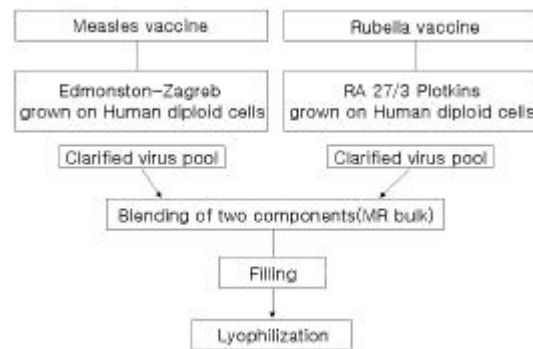 Measles vaccine
Rubella vaccine
Edmonston-Zagreb
grown on Human diploid cells
RA 27/3 Plotkins
grown on Human diploid cells
Clarified virus pool
Clarified virus pool
Blending of two components(MR bulk)
Filling
Lyophilization